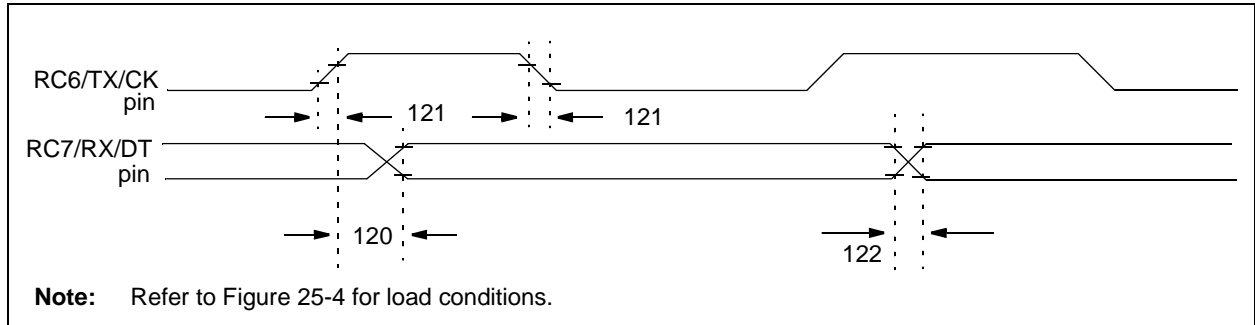 RC6/TX/CK
pin
121
121
RC7/RX/DT
pin
120
122
Note: Refer to Figure 25-4 for load conditions.